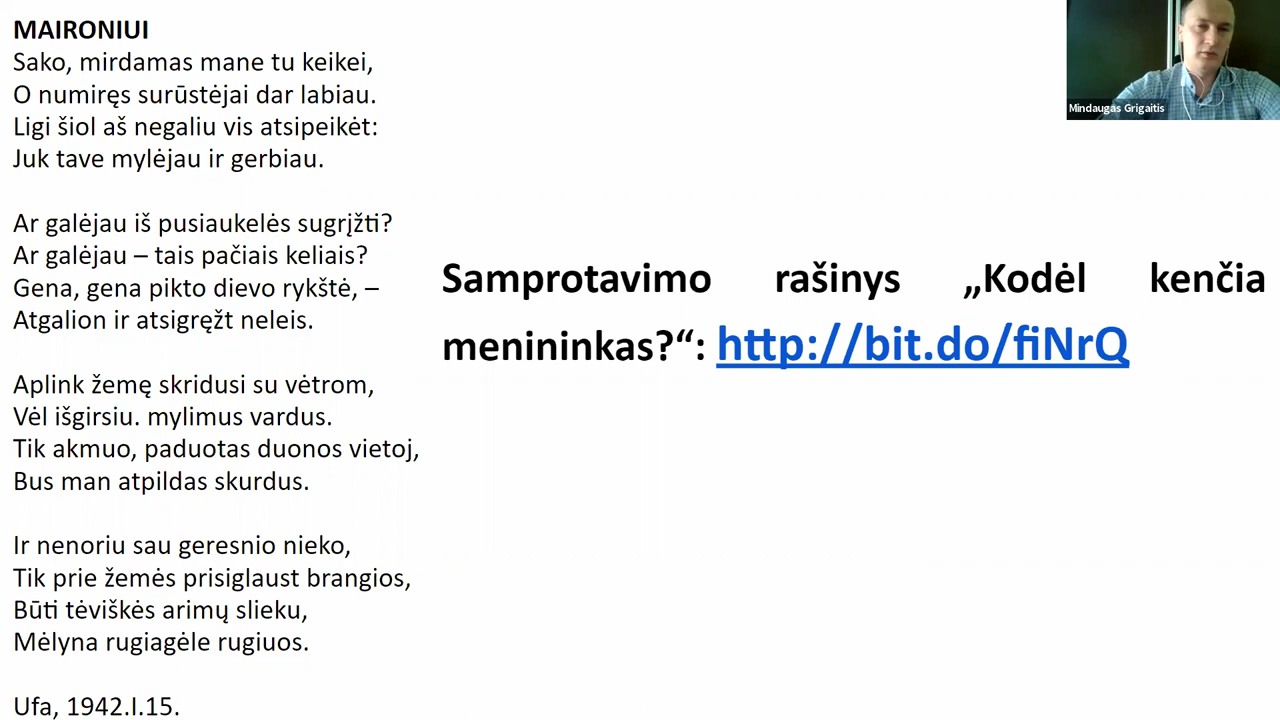 MAIRONIUI
Sako, mirdamas mane tu keikei,
O numiręs surūstėjai dar labiau.
Ligi šiol aš negaliu vis atsipeikėt:
Juk tave mylėjau ir gerbiau.
Ar galėjau iš pusiaukelės sugrįžti?
Ar galėjau – tais pačiais keliais?
Gena, gena pikto dievo rykštė, –
Atgalion ir atsigręžt neleis.
Aplink žemę skridusi su vėtrom,
Vėl išgirsiu. mylimus vardus.
Tik akmuo, paduotas duonos vietoj,
Bus man atpildas skurdus.
Ir nenoriu sau geresnio nieko,
Tik prie žemės prisiglaust brangios,
Būti tėviškės arimų slieku,
Mėlyna rugiagėle rugiuos.
Ufa, 1942.I.15.
Samprotavimo rašinys „Kodėl kenčia
menininkas?“: http://bit.do/fiNrQ
Mindaugas Grigaitis